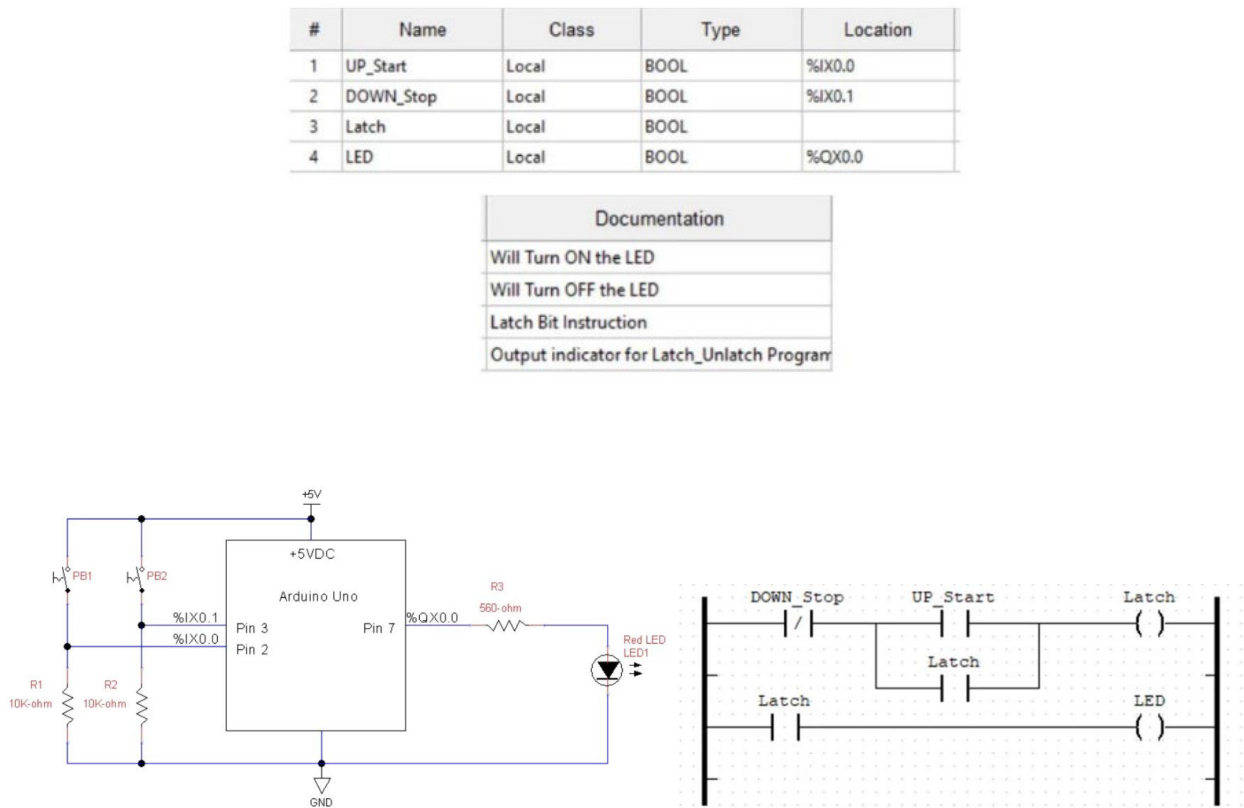 # Name Class Type Location
1 UP_Start Local BOOL %IX0.0
2 DOWN_Stop Local BOOL %IX0.1
3 Latch Local BOOL
4 LED Local BOOL %QX0.0
Documentation
Will Turn ON the LED
Will Turn OFF the LED
Latch Bit Instruction
Output indicator for Latch_Unlatch Program
+5V
+5VDC
PB1
PB2
Arduino Uno
%IX0.1
Pin 3
%IX0.0
Pin 2
Pin 7
%QX0.0
R3
560-ohm
Red LED
LED1
R1
10K-ohm
R2
10K-ohm
GND
DOWN_Stop UP_Start Latch
Latch
Latch LED